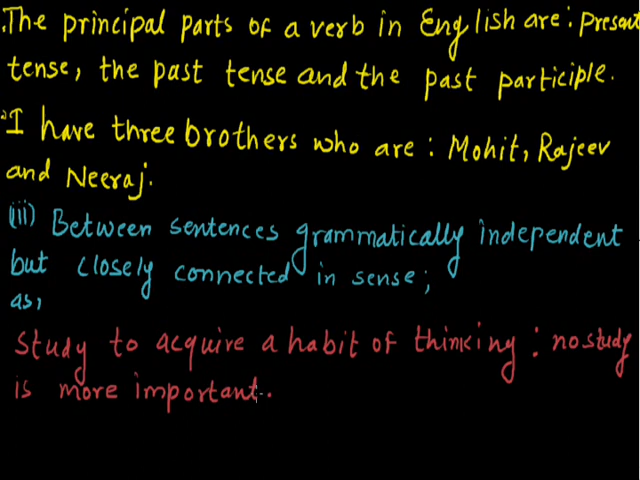 .The principal parts of a verb in English are: present
tense, the past tense and the past participle.
I have three brothers who are: Mohit, Rajeev
and Neeraj.
(iii) Between sentences grammatically independent
but closely connected in sense;
as,
Study to acquire a habit of thinking: no study
is more important.